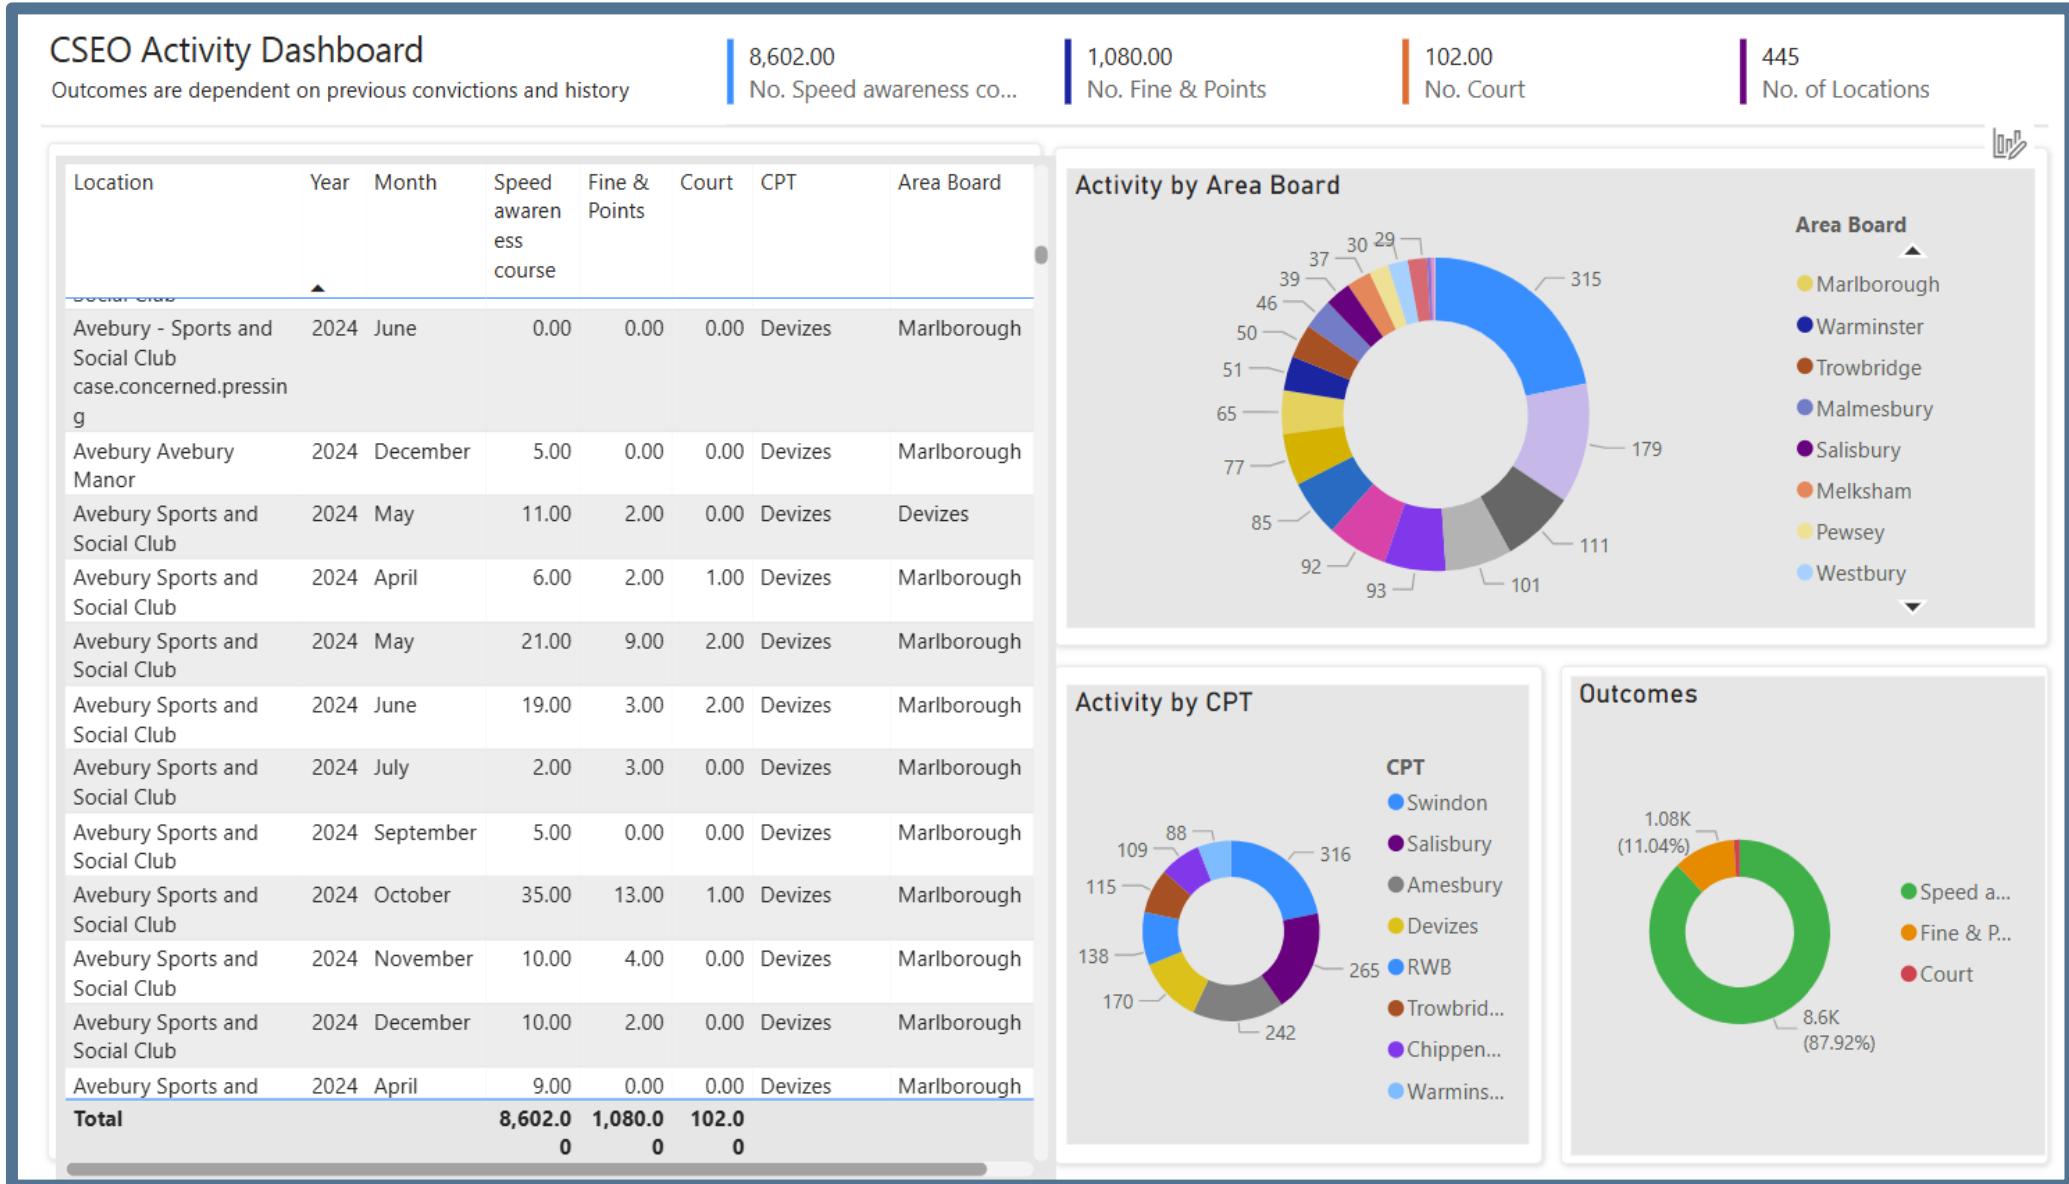 CSEO Activity Dashboard
Outcomes are dependent on previous convictions and history
8,602.00
No. Speed awareness co...
1,080.00
No. Fine & Points
102.00
No. Court
445
No. of Locations
Location Year Month Speed Fine & Court CPT Area Board
awaren Points
ess
course
Social Club
Avebury - Sports and 2024 June 0.00 0.00 0.00 Devizes Marlborough
Social Club
case.concerned.pressin
g
Avebury Avebury 2024 December 5.00 0.00 0.00 Devizes Marlborough
Manor
Avebury Sports and 2024 May 11.00 2.00 0.00 Devizes Devizes
Social Club
Avebury Sports and 2024 April 6.00 2.00 1.00 Devizes Marlborough
Social Club
Avebury Sports and 2024 May 21.00 9.00 2.00 Devizes Marlborough
Social Club
Avebury Sports and 2024 June 19.00 3.00 2.00 Devizes Marlborough
Social Club
Avebury Sports and 2024 July 2.00 3.00 0.00 Devizes Marlborough
Social Club
Avebury Sports and 2024 September 5.00 0.00 0.00 Devizes Marlborough
Social Club
Avebury Sports and 2024 October 35.00 13.00 1.00 Devizes Marlborough
Social Club
Avebury Sports and 2024 November 10.00 4.00 0.00 Devizes Marlborough
Social Club
Avebury Sports and 2024 December 10.00 2.00 0.00 Devizes Marlborough
Social Club
Avebury Sports and 2024 April 9.00 0.00 0.00 Devizes Marlborough
Total 8,602.0 1,080.0 102.0
0 0 0
Activity by Area Board
315
179
111
101
93
92
85
77
65
51
50
46
39
37
30
29
Area Board
Marlborough
Warminster
Trowbridge
Malmesbury
Salisbury
Melksham
Pewsey
Westbury
Activity by CPT
316
265
242
170
138
115
109
88
CPT
Swindon
Salisbury
Amesbury
Devizes
RWB
Trowbrid...
Chippen...
Warmins...
Outcomes
1.08K
(11.04%)
8.6K
(87.92%)
Speed a...
Fine & P...
Court